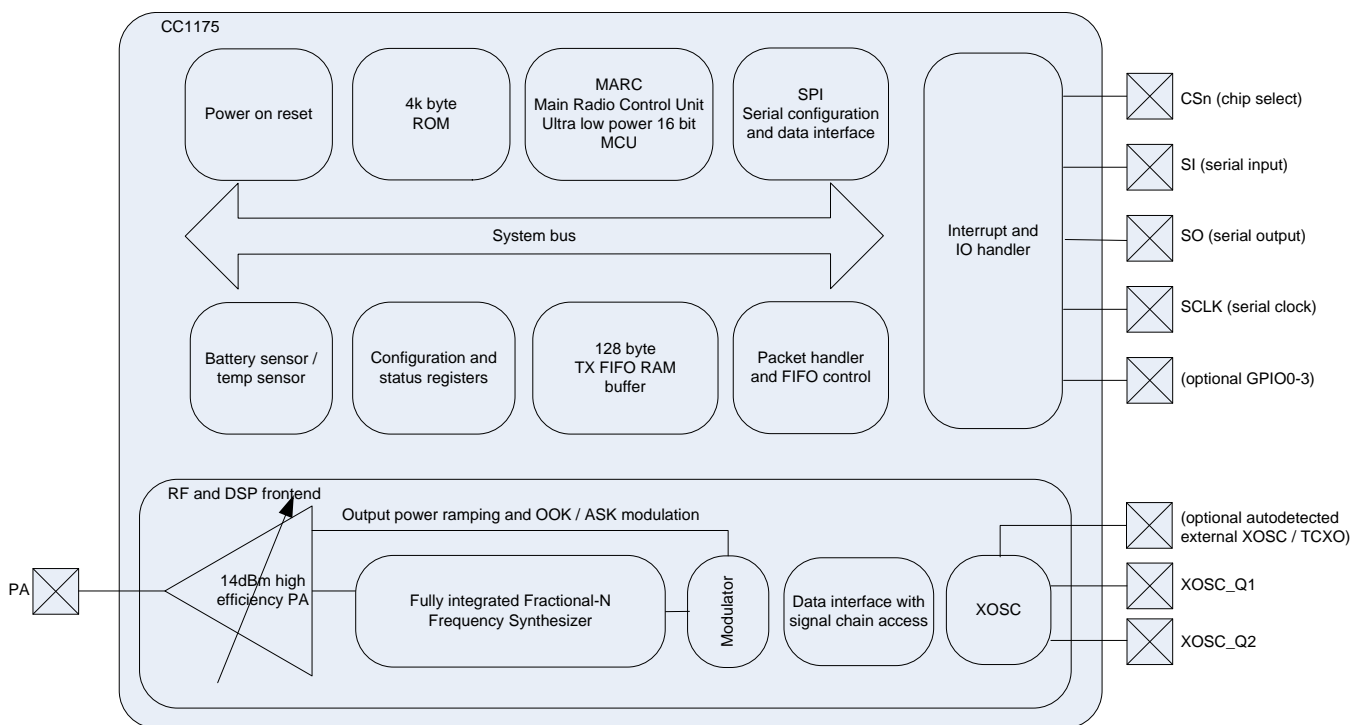 CC1175
Power on reset
4k byte
ROM
MARC
Main Radio Control Unit
Ultra low power 16 bit
MCU
SPI
Serial configuration
and data interface
System bus
Battery sensor /
temp sensor
Configuration and
status registers
128 byte
TX FIFO RAM
buffer
Packet handler
and FIFO control
Interrupt and
IO handler
CSn (chip select)
SI (serial input)
SO (serial output)
SCLK (serial clock)
(optional GPIO0-3)
RF and DSP frontend
Output power ramping and OOK / ASK modulation
PA
14dBm high
efficiency PA
Fully integrated Fractional-N
Frequency Synthesizer
Modulator
Data interface with
signal chain access
XOSC
(optional autodetected
external XOSC / TCXO)
XOSC_Q1
XOSC_Q2